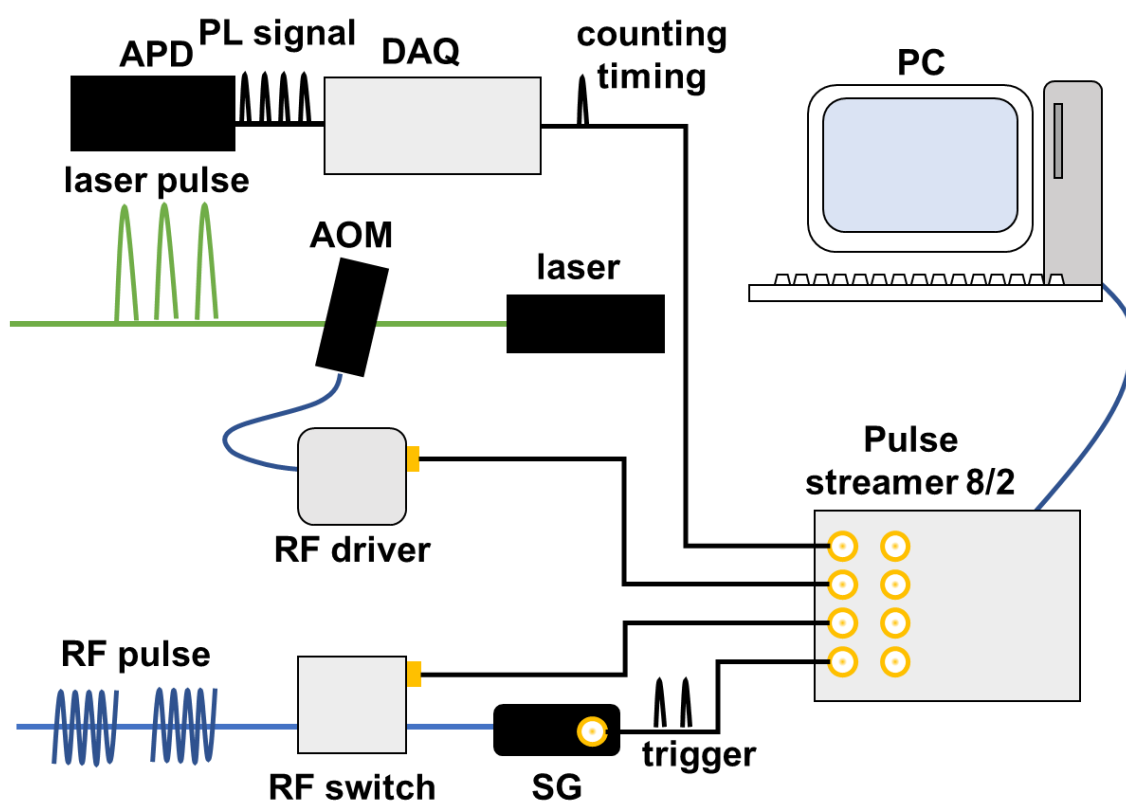 PL signal
APD
DAQ
counting
timing
PC
laser pulse
AOM
laser
Pulse
streamer 8/2
RF driver
RF pulse
trigger
RF switch
SG